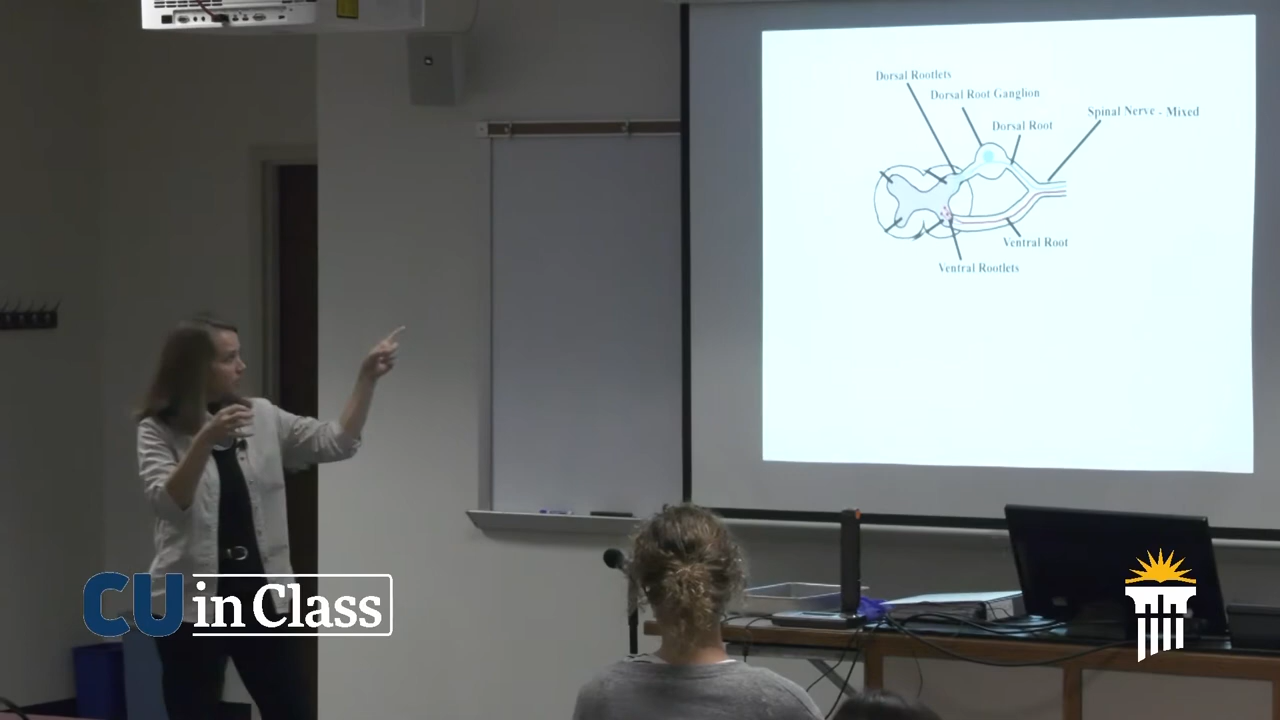 Dorsal Rootlets
Dorsal Root Ganglion
Spinal Nerve - Mixed
Dorsal Root
Ventral Root
Ventral Rootlets
CU in Class